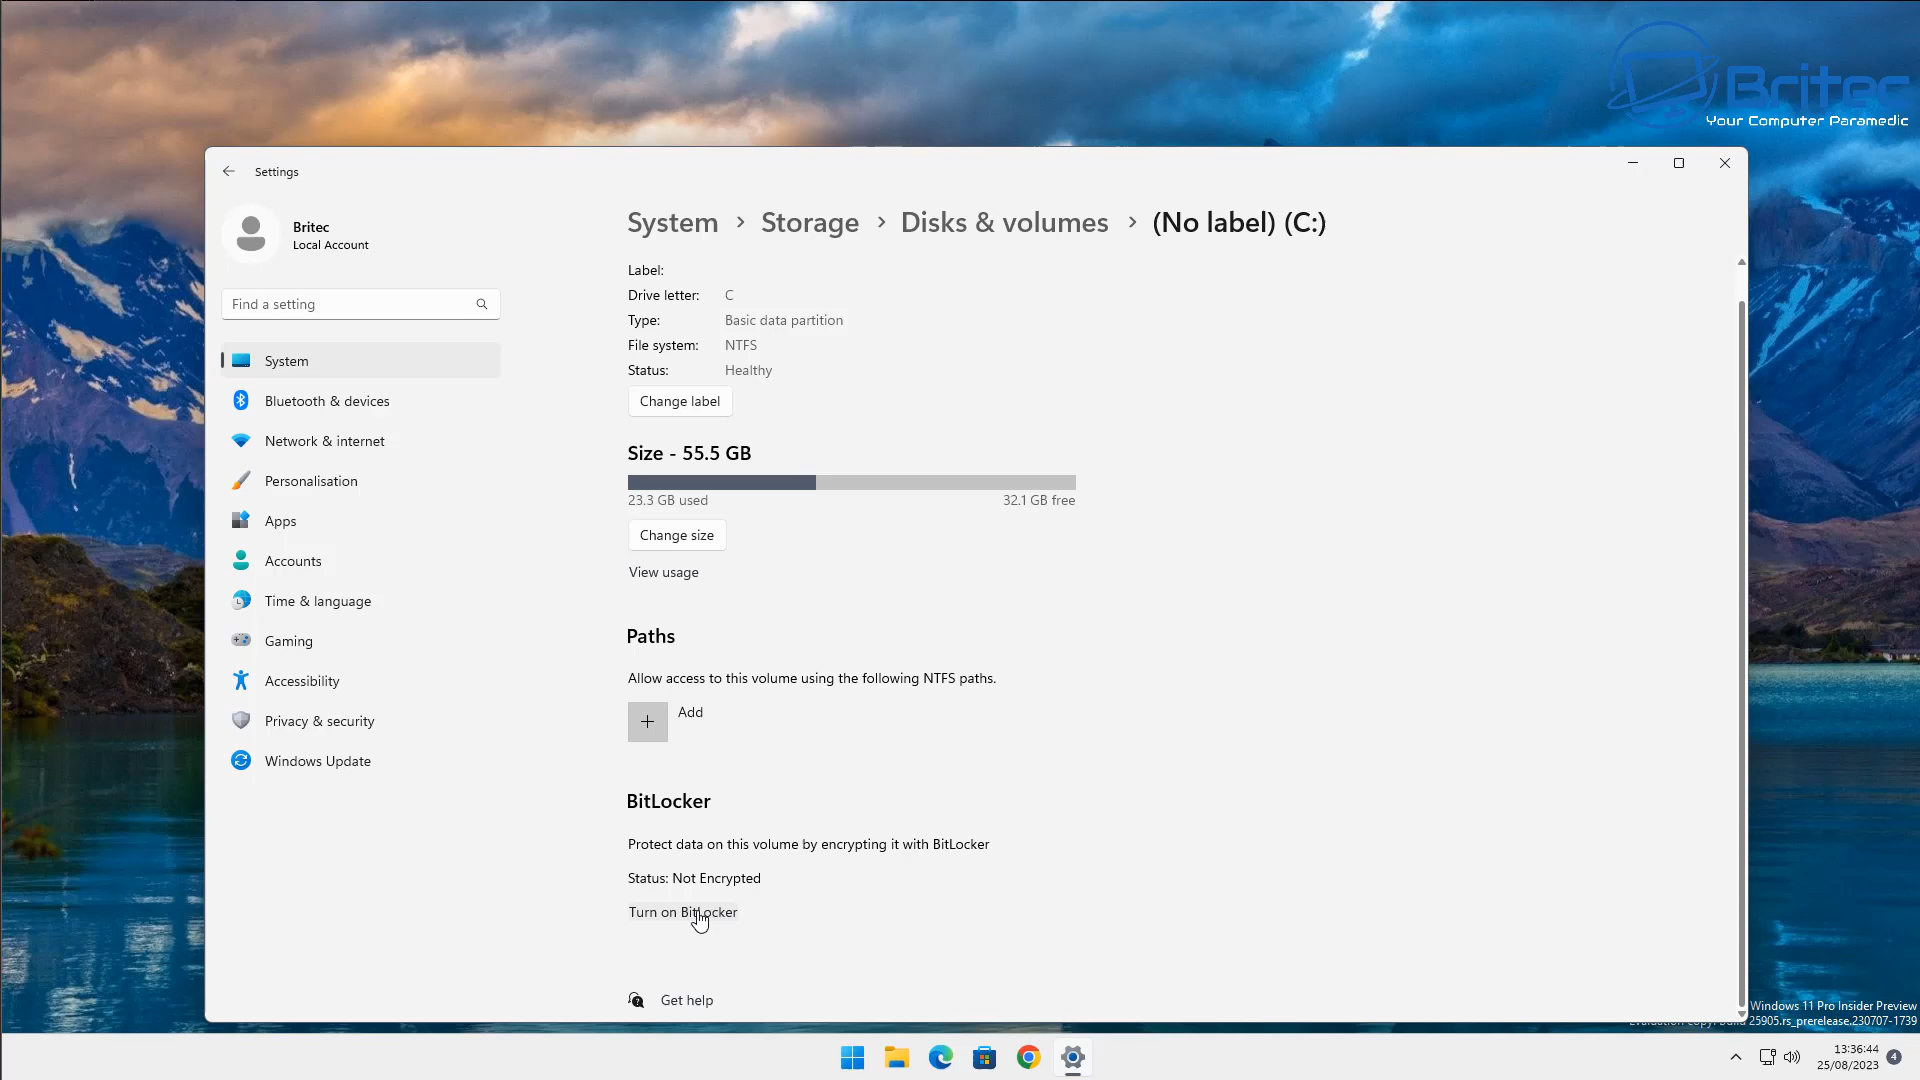 Britec
Your Computer Paramedic
Settings
Britec
Local Account
Find a setting
System
Bluetooth & devices
Network & internet
Personalisation
Apps
Accounts
Time & language
Gaming
Accessibility
Privacy & security
Windows Update
System > Storage > Disks & volumes > (No label) (C:)
Label:
Drive letter: C
Type: Basic data partition
File system: NTFS
Status: Healthy
Change label
Size - 55.5 GB
23.3 GB used 32.1 GB free
Change size
View usage
Paths
Allow access to this volume using the following NTFS paths.
Add
BitLocker
Protect data on this volume by encrypting it with BitLocker
Status: Not Encrypted
Turn on BitLocker
Get help
Windows 11 Pro Insider Preview
Evaluation copy. Build 25905.rs_prerelease.230707-1739
13:36:44
25/08/2023
4